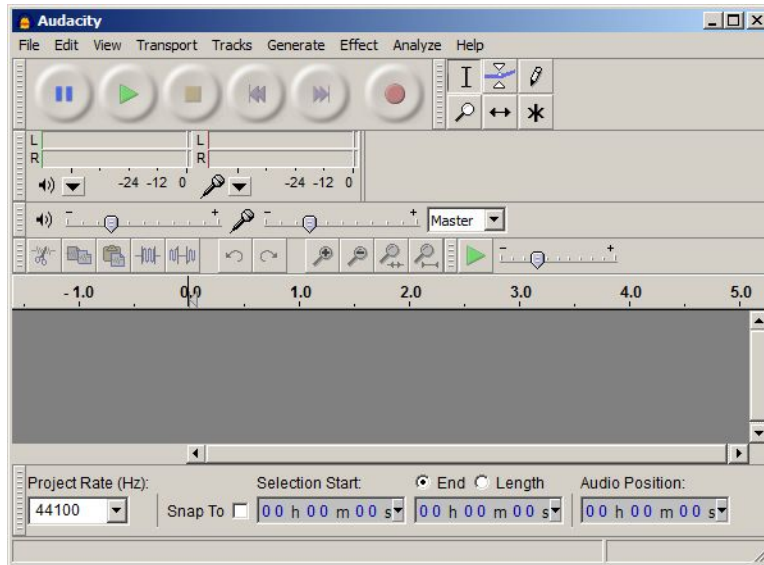 Audacity
File Edit View Transport Tracks Generate Effect Analyze Help
L L
R R
-24 -12 0 -24 -12 0
- + - + Master
- +
- 1.0 0.0 1.0 2.0 3.0 4.0 5.0
Project Rate (Hz): Selection Start: End Length Audio Position:
44100 Snap To 00 h 00 m 00 s 00 h 00 m 00 s 00 h 00 m 00 s